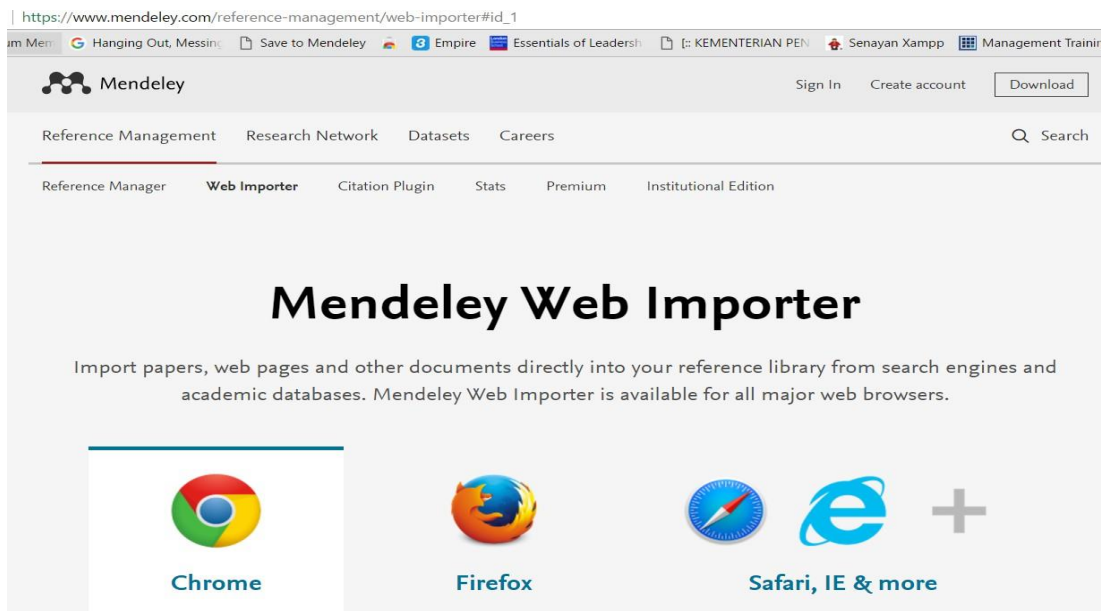 https://www.mendeley.com/reference-management/web-importer#id_1
Hanging Out, Messing Save to Mendeley Empire Essentials of Leadersh [:: KEMENTERIAN PEN Senayan Xampp Management Trainin
Mendeley Sign In Create account Download
Reference Management Research Network Datasets Careers Search
Reference Manager Web Importer Citation Plugin Stats Premium Institutional Edition
Mendeley Web Importer
Import papers, web pages and other documents directly into your reference library from search engines and
academic databases. Mendeley Web Importer is available for all major web browsers.
Chrome Firefox Safari, IE & more